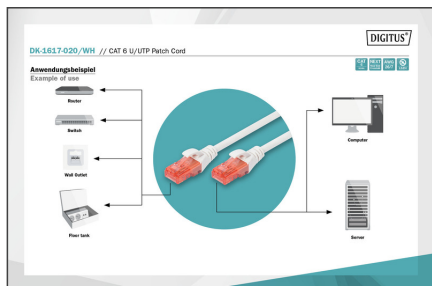 DIGITUS®
DK-1617-020/WH // CAT 6 U/UTP Patch Cord
Anwendungsbeispiel
Example of use
CAT
Router
Switch
Wall Outlet
Floor tank
Computer
Server